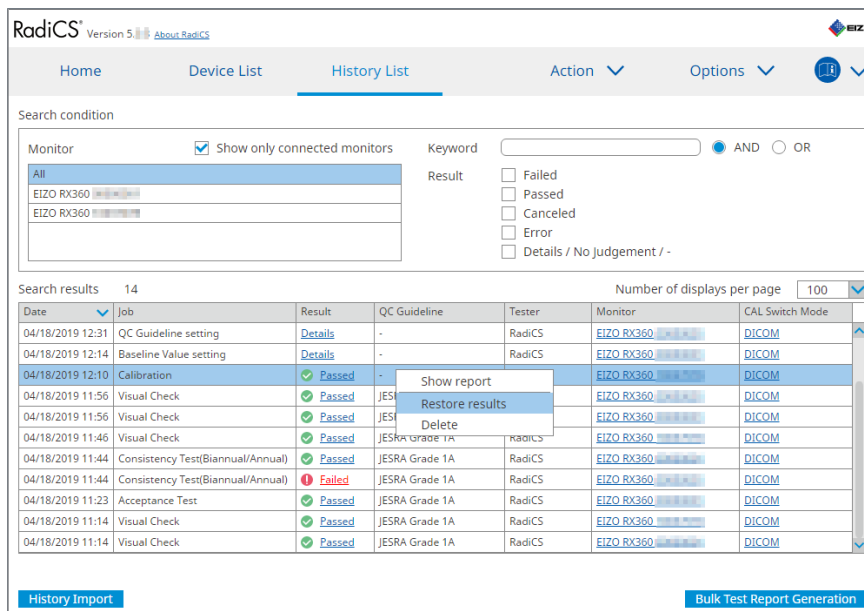 RadiCS® Version 5. About RadiCS EIZ
Home Device List History List Action Options
Search condition
Monitor Show only connected monitors Keyword AND OR
All
EIZO RX360
EIZO RX360
Result Failed
Passed
Canceled
Error
Details / No Judgement / -
Search results 14 Number of displays per page 100
Date Job Result QC Guideline Tester Monitor CAL Switch Mode
04/18/2019 12:31 QC Guideline setting Details - RadiCS EIZO RX360 DICOM
04/18/2019 12:14 Baseline Value setting Details - RadiCS EIZO RX360 DICOM
04/18/2019 12:10 Calibration Passed - EIZO RX360 DICOM
Show report
Restore results
Delete
04/18/2019 11:56 Visual Check Passed JES EIZO RX360 DICOM
04/18/2019 11:56 Visual Check Passed JES EIZO RX360 DICOM
04/18/2019 11:46 Visual Check Passed JESRA Grade 1A RadiCS EIZO RX360 DICOM
04/18/2019 11:44 Consistency Test(Biannual/Annual) Passed JESRA Grade 1A RadiCS EIZO RX360 DICOM
04/18/2019 11:44 Consistency Test(Biannual/Annual) Failed JESRA Grade 1A RadiCS EIZO RX360 DICOM
04/18/2019 11:23 Acceptance Test Passed JESRA Grade 1A RadiCS EIZO RX360 DICOM
04/18/2019 11:14 Visual Check Passed JESRA Grade 1A RadiCS EIZO RX360 DICOM
04/18/2019 11:14 Visual Check Passed JESRA Grade 1A RadiCS EIZO RX360 DICOM
History Import Bulk Test Report Generation